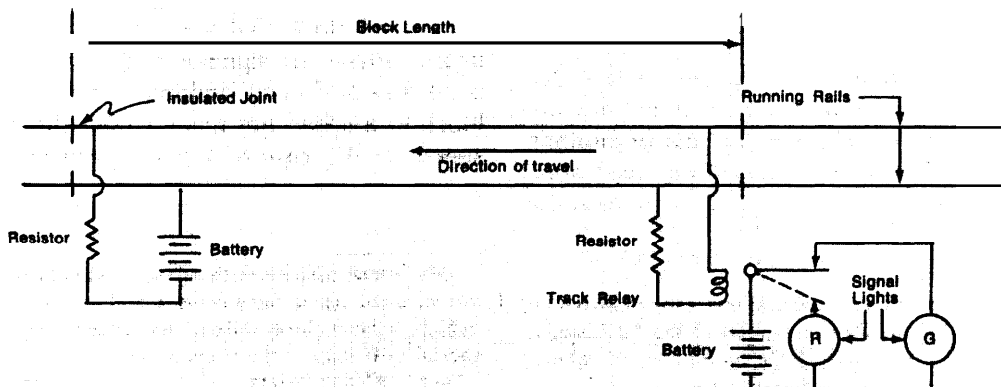 Block Length
Insulated Joint
Running Rails
Direction of travel
Resistor
Battery
Resistor
Track Relay
Signal
Lights
Battery
R
G